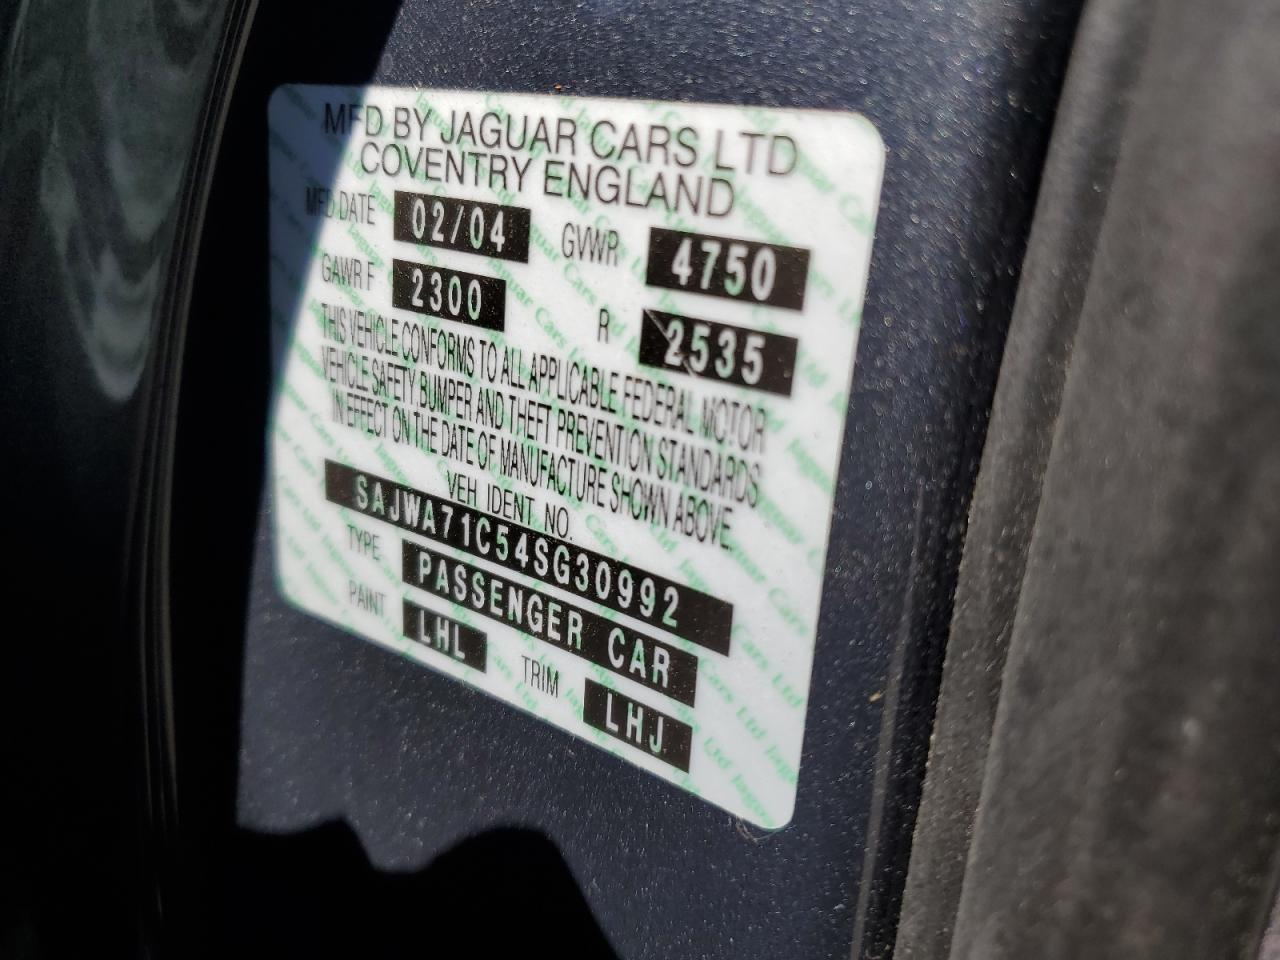 MFD BY JAGUAR CARS LTD
COVENTRY ENGLAND
MFD DATE 02/04 GVWR 4750
GAWR F 2300 R 2535
THIS VEHICLE CONFORMS TO ALL APPLICABLE FEDERAL MOTOR
VEHICLE SAFETY, BUMPER AND THEFT PREVENTION STANDARDS
IN EFFECT ON THE DATE OF MANUFACTURE SHOWN ABOVE.
VEH. IDENT. NO.
SAJWA71C54SG30992
TYPE PASSENGER CAR
PAINT LHL TRIM LHJ